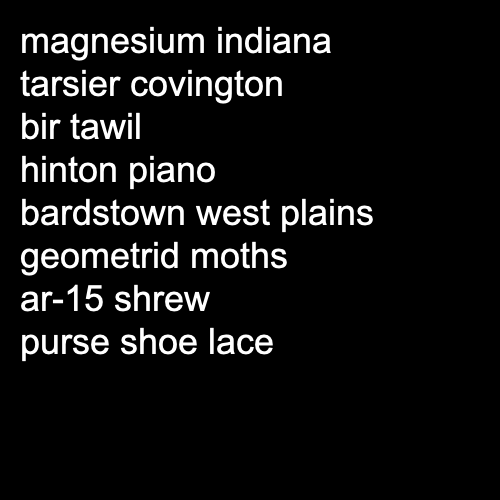 magnesium indiana
tarsier covington
bir tawil
hinton piano
bardstown west plains
geometrid moths
ar-15 shrew
purse shoe lace